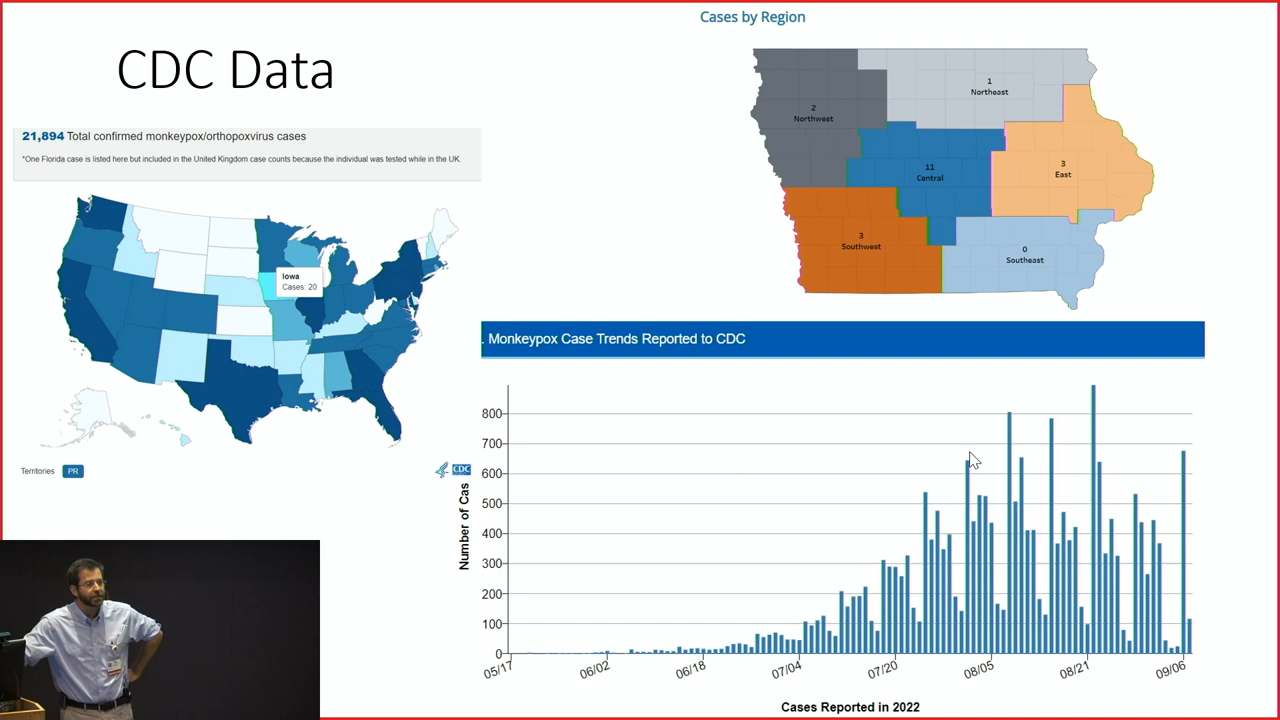 CDC Data
21,894 Total confirmed monkeypox/orthopoxvirus cases
*One Florida case is listed here but included in the United Kingdom case counts because the individual was tested while in the UK.
Iowa
Cases: 20
Territories
PR
CDC
Cases by Region
1
Northeast
2
Northwest
11
Central
3
East
3
Southwest
0
Southeast
. Monkeypox Case Trends Reported to CDC
Number of Cas
800
700
600
500
400
300
200
100
0
05/17
06/02
06/18
07/04
07/20
08/05
08/21
09/06
Cases Reported in 2022